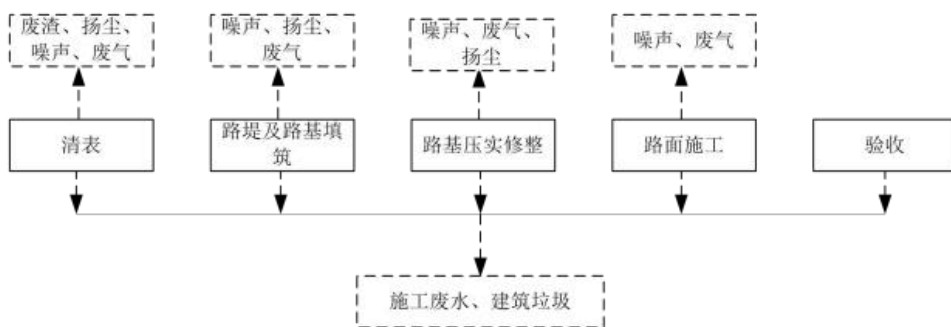 废渣、扬尘、
噪声、废气
噪声、扬尘、
废气
噪声、废气、
扬尘
噪声、废气
清表
路堤及路基填
筑
路基压实修整
路面施工
验收
施工废水、建筑垃圾